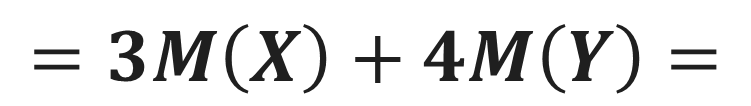 = 3M(X) + 4M(Y) =